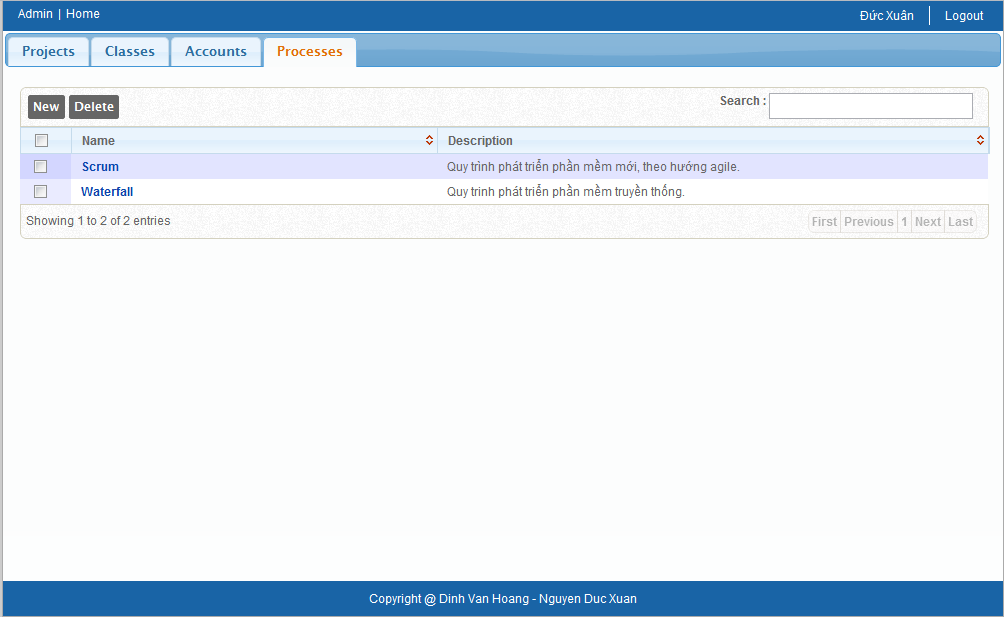 Admin | Home
Đức Xuân
Logout
Projects
Classes
Accounts
Processes
New
Delete
Search :
Name
Description
Scrum
Quy trình phát triển phần mềm mới, theo hướng agile.
Waterfall
Quy trinh phát triển phần mềm truyền thống.
Showing 1 to 2 of 2 entries
First
Previous
1
Next
Last
Copyright @ Dinh Van Hoang - Nguyen Duc Xuan